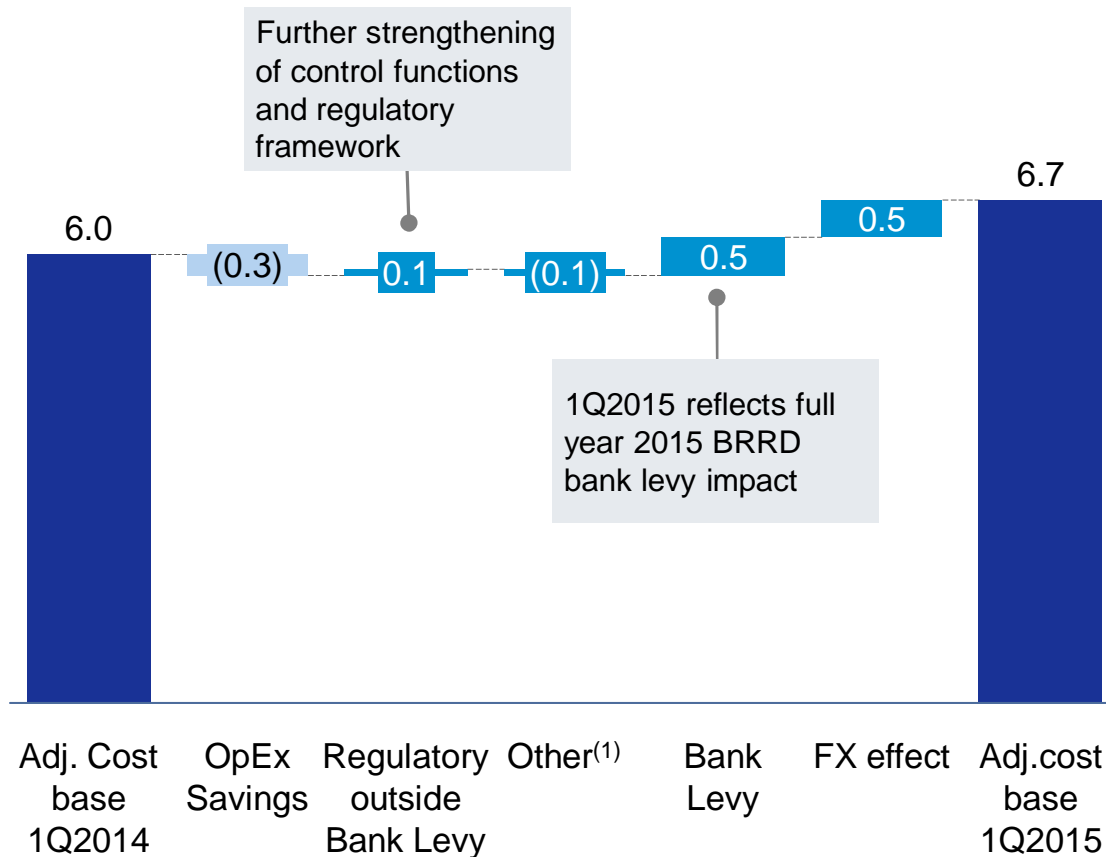 Further strengthening
of control functions
and regulatory
framework
6.0
(0.3)
0.1
(0.1)
0.5
0.5
6.7
1Q2015 reflects full
year 2015 BRRD
bank levy impact
Adj. Cost
base
1Q2014
OpEx
Savings
Regulatory
outside
Bank Levy
Other(1)
Bank
Levy
FX effect
Adj.cost
base
1Q2015